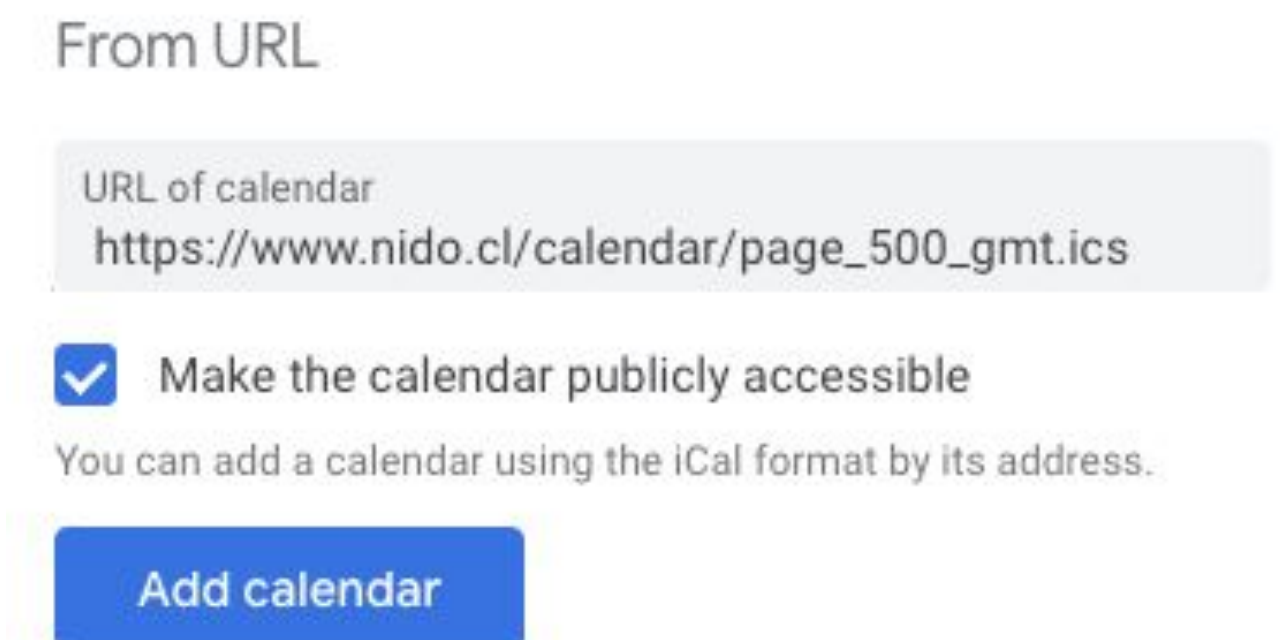 From URL
URL of calendar
https://www.nido.cl/calendar/page_500_gmt.ics
Make the calendar publicly accessible
You can add a calendar using the iCal format by its address.
Add calendar